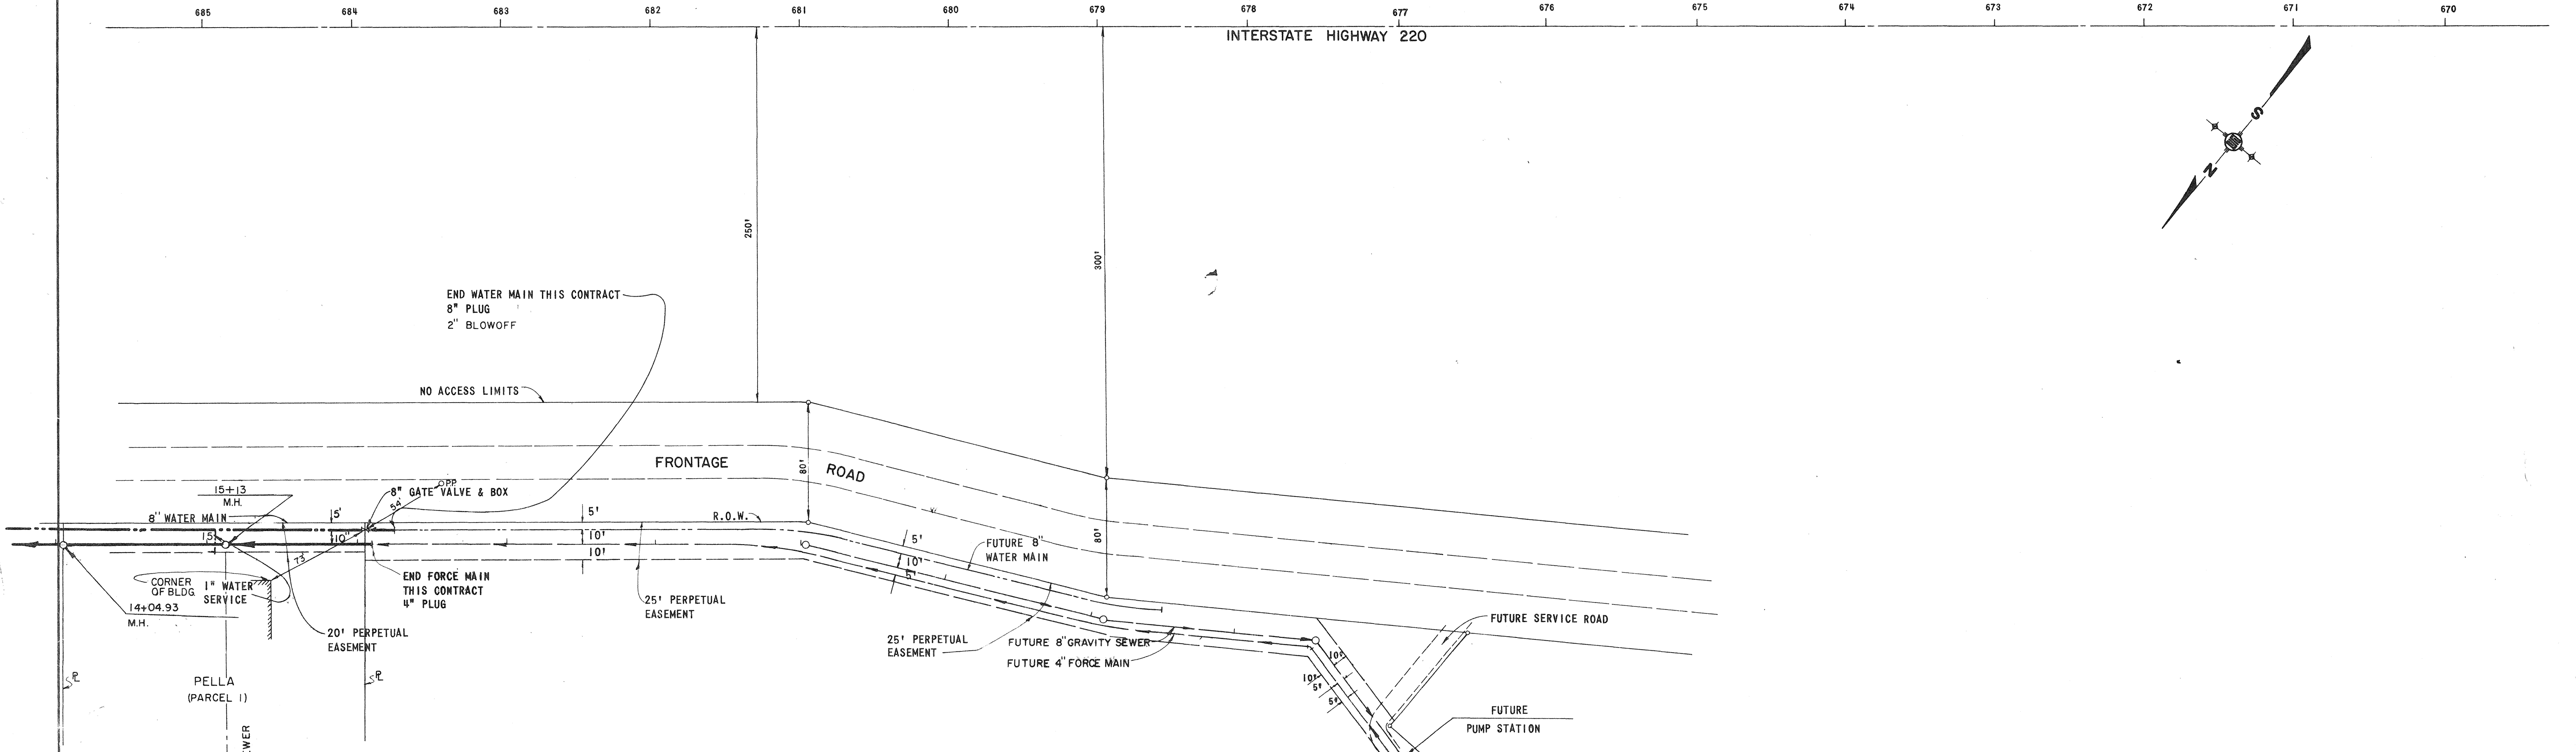 685 684 683 682 681 680 679 678 677 676 675 674 673 672 671 670
INTERSTATE HIGHWAY 220
S
N
250'
300'
END WATER MAIN THIS CONTRACT
8" PLUG
2" BLOWOFF
NO ACCESS LIMITS
FRONTAGE ROAD
80'
80'
P.P.
8" GATE VALVE & BOX
54'
15+13
M.H.
8" WATER MAIN
5'
5'
R.O.W.
15'
10'
10'
10'
73'
5'
10'
5'
FUTURE 8"
WATER MAIN
CORNER
OF BLDG.
1" WATER
SERVICE
END FORCE MAIN
THIS CONTRACT
4" PLUG
14+04.93
M.H.
25' PERPETUAL
EASEMENT
20' PERPETUAL
EASEMENT
25' PERPETUAL
EASEMENT
FUTURE 8" GRAVITY SEWER
FUTURE 4" FORCE MAIN
FUTURE SERVICE ROAD
10'
10'
5'
5'
PL
PELLA
(PARCEL 1)
PL
FUTURE
PUMP STATION